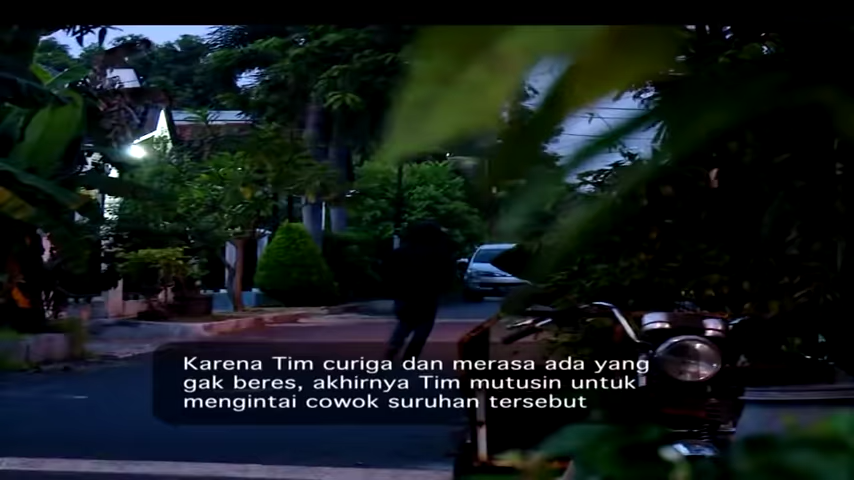 Karena Tim curiga dan merasa ada yang
gak beres, akhirnya Tim mutusin untuk
mengintai cowok suruhan tersebut